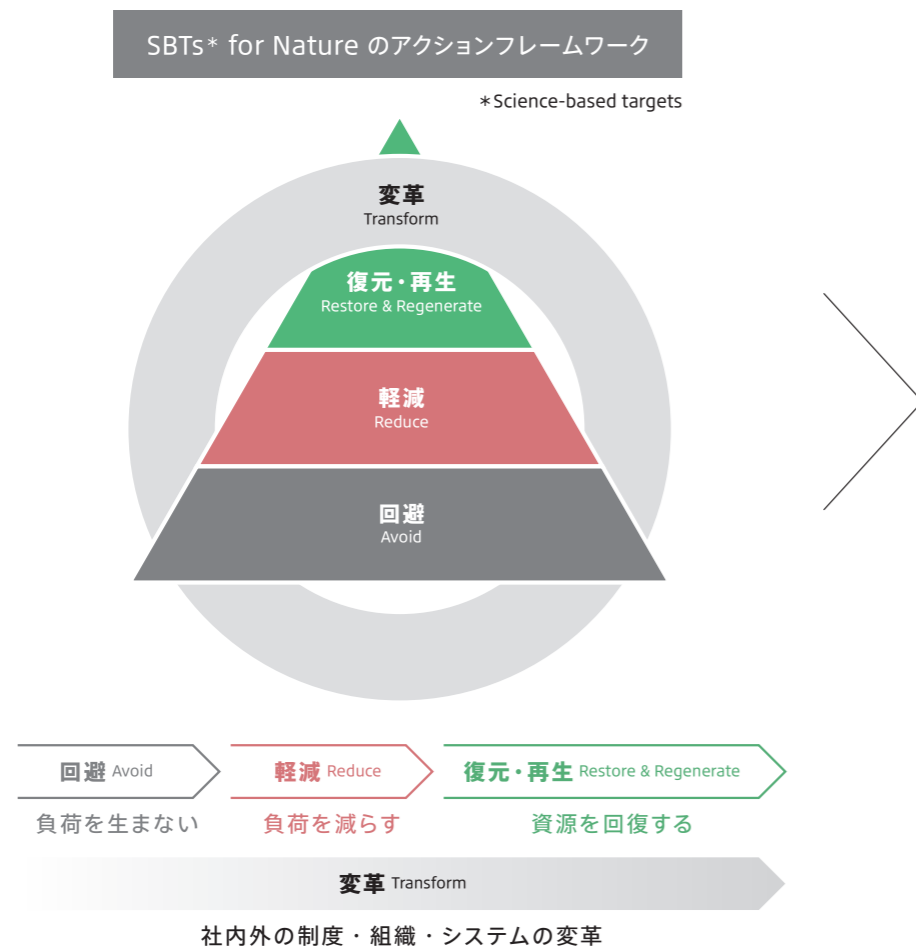 SBTs* for Nature のアクションフレームワーク
*Science-based targets
変革
Transform
復元・再生
Restore & Regenerate
軽減
Reduce
回避
Avoid
回避 Avoid
軽減 Reduce
復元・再生 Restore & Regenerate
負荷を生まない
負荷を減らす
資源を回復する
変革 Transform
社内外の制度・組織・システムの変革